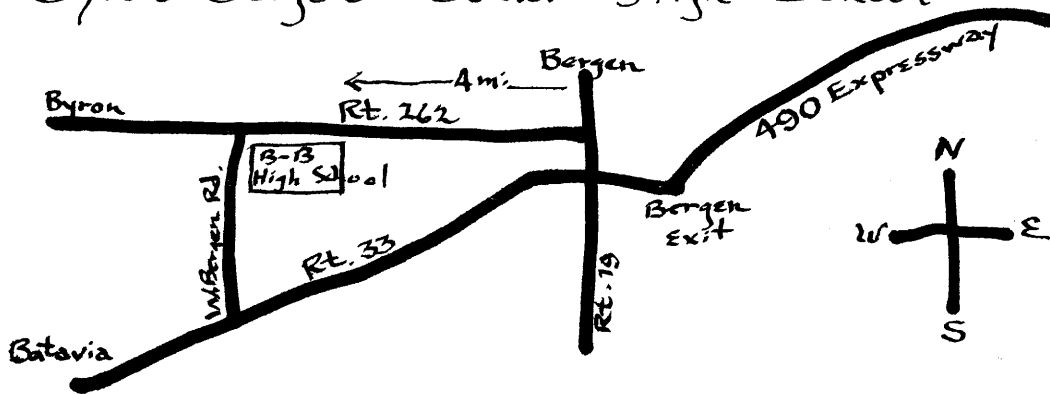 Bergen
4 mi.
Byron
Rt. 262
490 Expressway
B-B
High School
W. Bergen Rd.
Rt. 33
Bergen
Exit
Rt. 19
Batavia
N
W
E
S